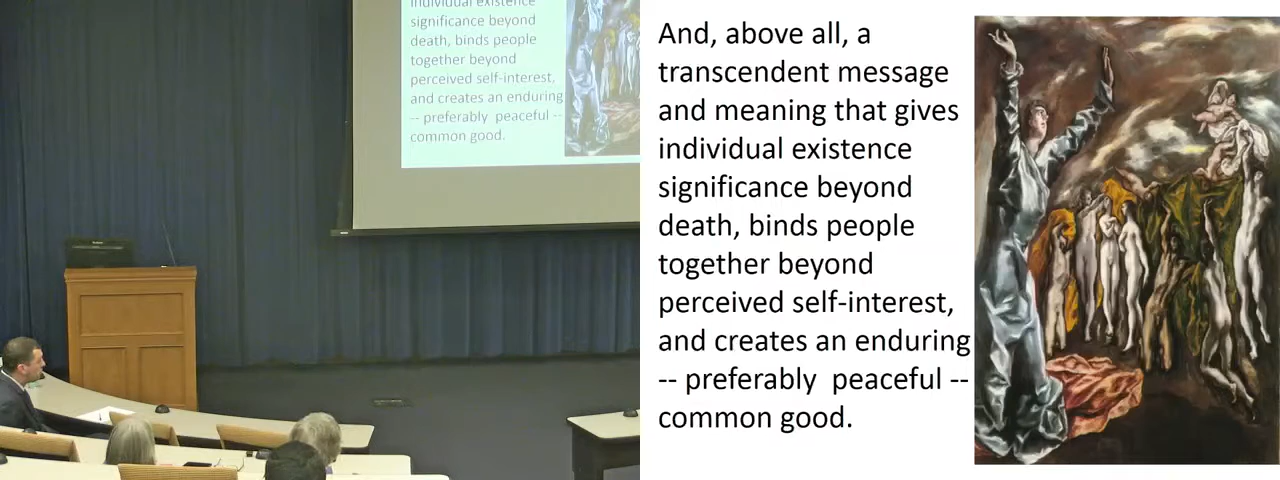 individual existence
significance beyond
death, binds people
together beyond
perceived self-interest,
and creates an enduring
-- preferably  peaceful --
common good.
And, above all, a
transcendent message
and meaning that gives
individual existence
significance beyond
death, binds people
together beyond
perceived self-interest,
and creates an enduring
-- preferably  peaceful --
common good.